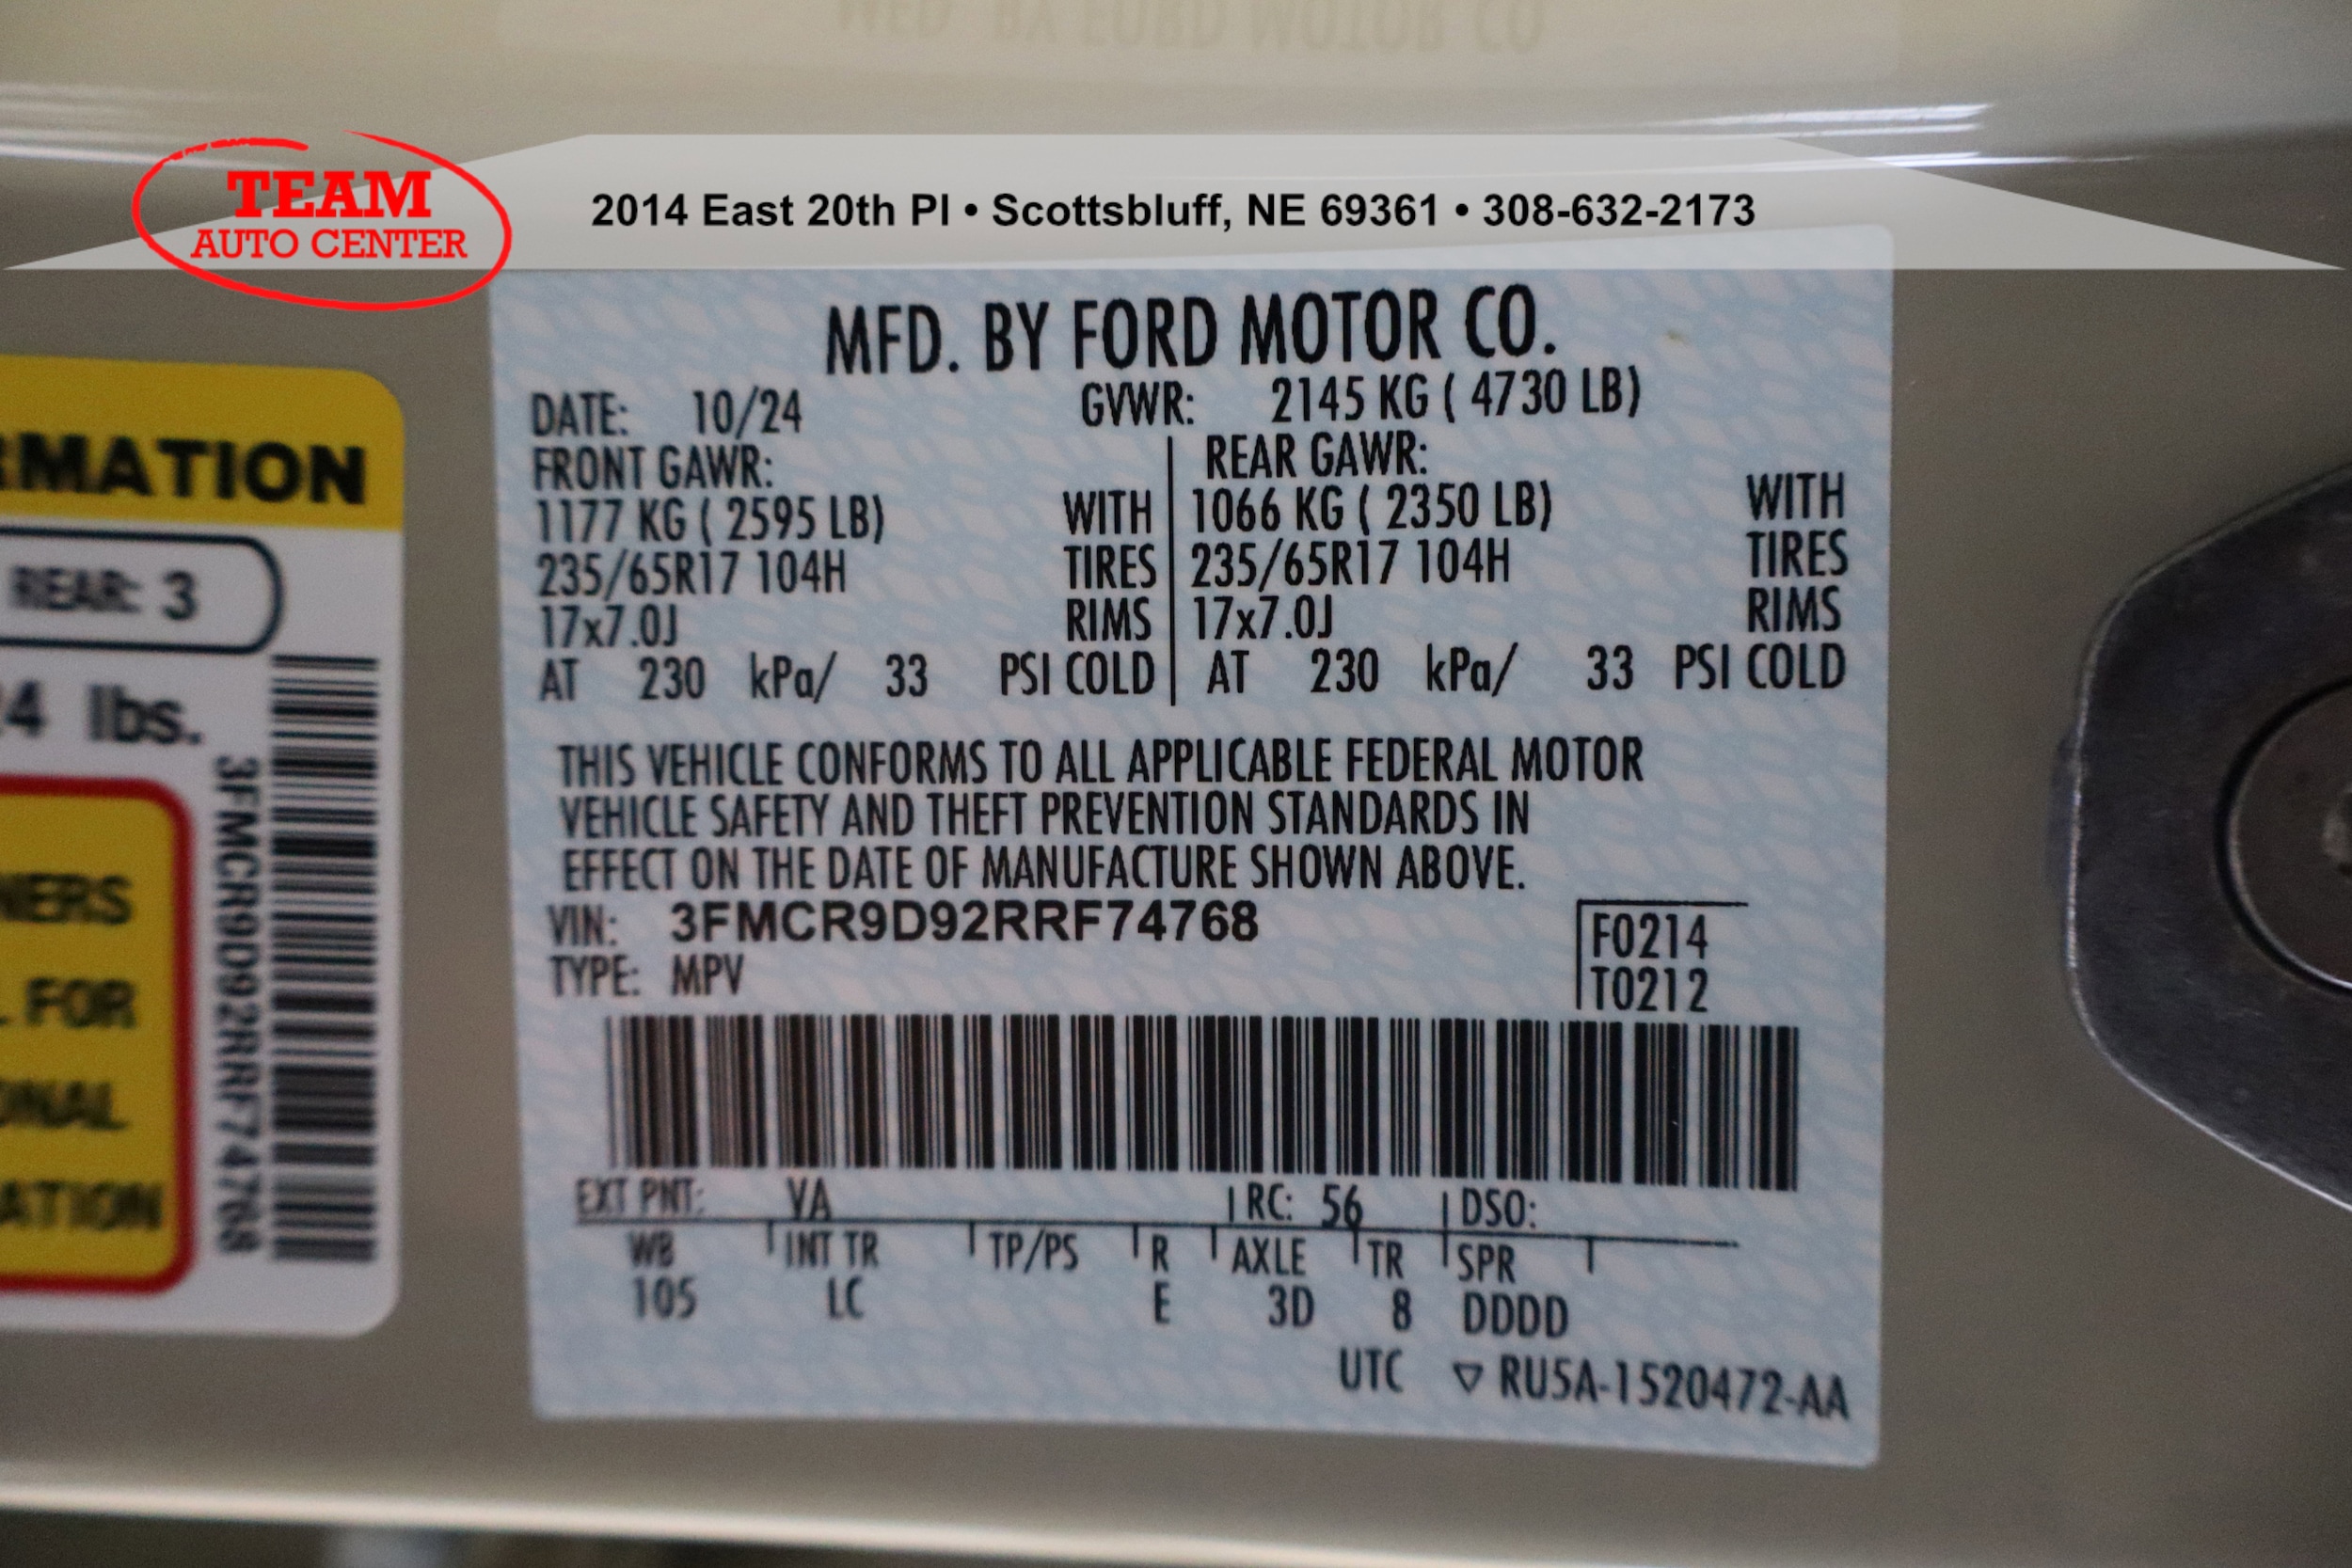 TEAM
AUTO CENTER
2014 East 20th Pl • Scottsbluff, NE 69361 • 308-632-2173
MFD. BY FORD MOTOR CO.
DATE: 10/24 GVWR: 2145 KG ( 4730 LB)
FRONT GAWR: REAR GAWR:
1177 KG ( 2595 LB) WITH 1066 KG ( 2350 LB) WITH
235/65R17 104H TIRES 235/65R17 104H TIRES
17x7.0J RIMS 17x7.0J RIMS
AT 230 kPa/ 33 PSI COLD AT 230 kPa/ 33 PSI COLD
THIS VEHICLE CONFORMS TO ALL APPLICABLE FEDERAL MOTOR
VEHICLE SAFETY AND THEFT PREVENTION STANDARDS IN
EFFECT ON THE DATE OF MANUFACTURE SHOWN ABOVE.
VIN: 3FMCR9D92RRF74768
F0214
TYPE: MPV
T0212
EXT PNT: VA RC: 56 DSO:
WB INT TR TP/PS R AXLE TR SPR
105 LC E 3D 8 DDDD
UTC ▽ RU5A-1520472-AA
RMATION
REAR: 3
4 lbs.
3FMCR9D92RRF74768
NERS
FOR
ONAL
ATION